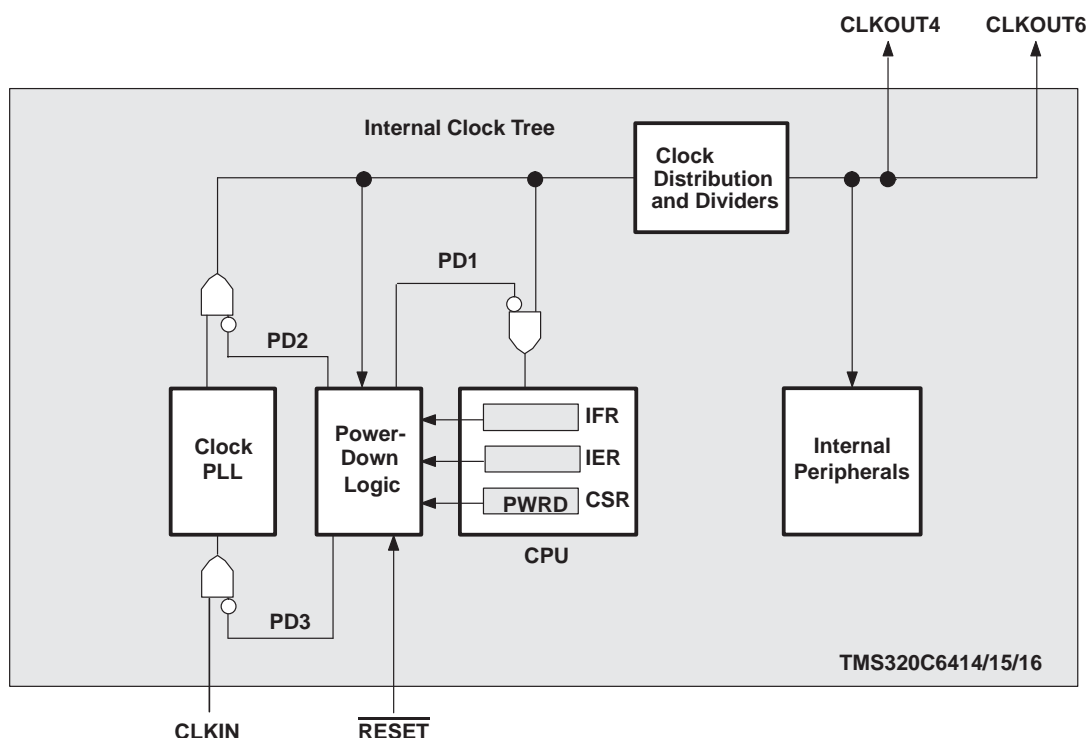 CLKOUT4 CLKOUT6
Internal Clock Tree
Clock
Distribution
and Dividers
PD1
PD2
Clock
PLL
Power-
Down
Logic
IFR
IER
PWRD CSR
CPU
Internal
Peripherals
PD3
TMS320C6414/15/16
CLKIN RESET